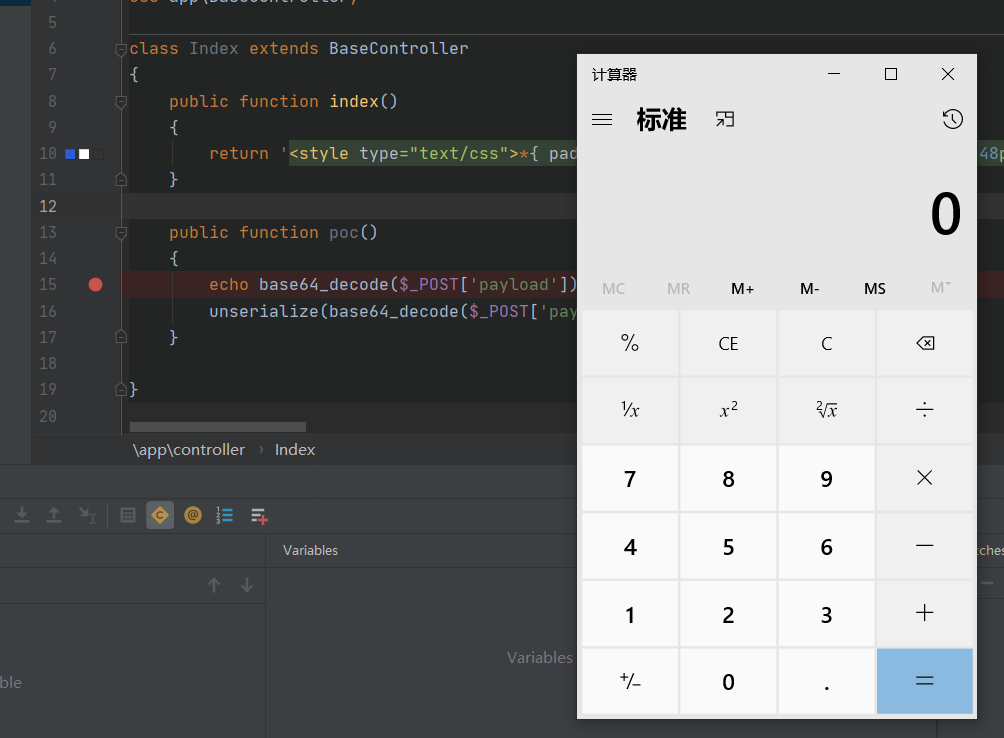 5
6 class Index extends BaseController
7 {
8 public function index()
9 {
10 return '<style type="text/css">*{ pad
48p
11 }
12
13 public function poc()
14 {
15 echo base64_decode($_POST['payload'])
16 unserialize(base64_decode($_POST['pay
17 }
18
19 }
20
\app\controller › Index
Variables
Variables
ble
tches
计算器
标准
0
MC MR M+ M- MS M˅
% CE C
¹/x x² ²√x ÷
7 8 9 ×
4 5 6 −
1 2 3 +
+/− 0 . =